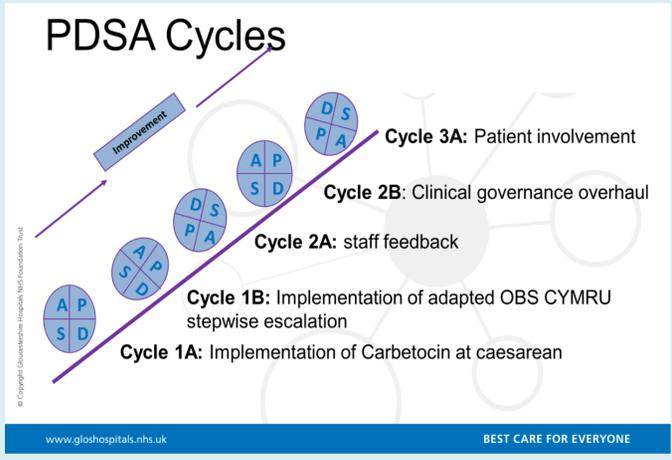 PDSA Cycles
Improvement
D S
P A
Cycle 3A: Patient involvement
A P
S D
Cycle 2B: Clinical governance overhaul
D S
P A
Cycle 2A: staff feedback
A P
S D
Cycle 1B: Implementation of adapted OBS CYMRU
stepwise escalation
A P
S D
Cycle 1A: Implementation of Carbetocin at caesarean
© Copyright Gloucestershire Hospitals NHS Foundation Trust
www.gloshospitals.nhs.uk
BEST CARE FOR EVERYONE